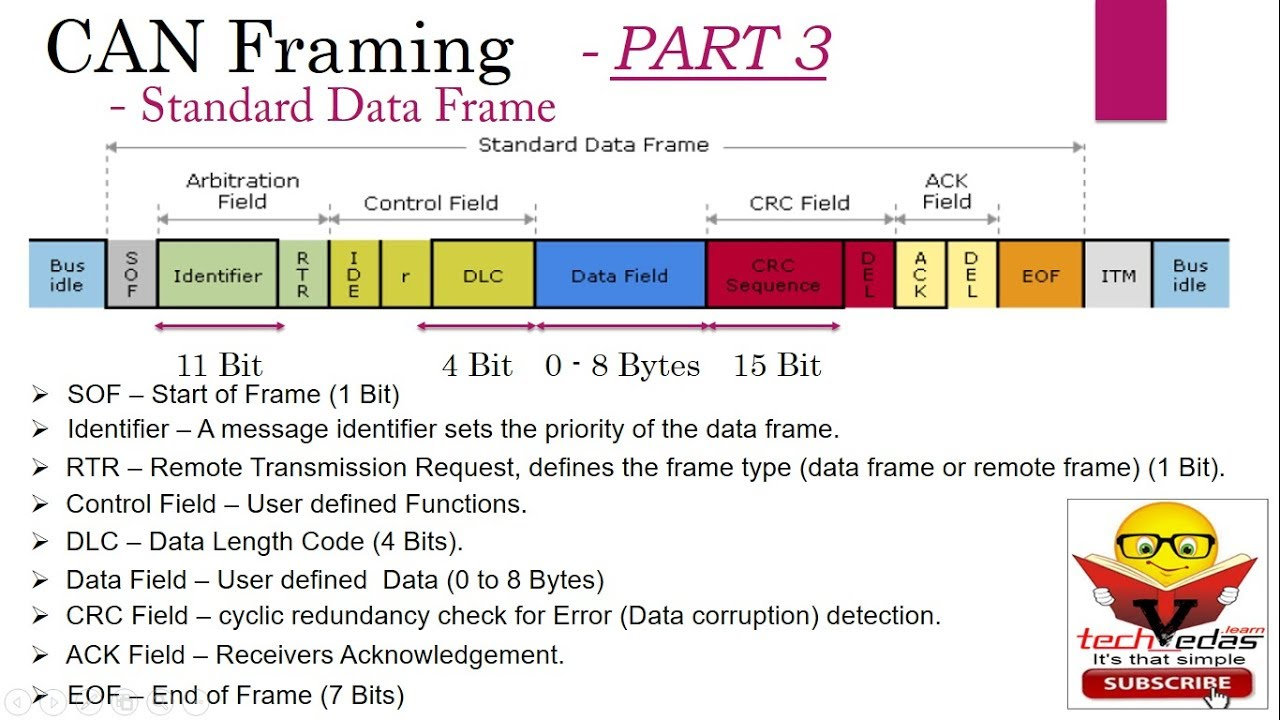 CAN Framing - PART 3
- Standard Data Frame
Standard Data Frame
Arbitration
Field
Control Field
CRC Field
ACK
Field
Bus
idle
SOF
Identifier
RTR
IDE
r
DLC
Data Field
CRC
Sequence
DEL
ACK
DEL
EOF
ITM
Bus
idle
11 Bit
4 Bit
0 - 8 Bytes
15 Bit
➢ SOF – Start of Frame (1 Bit)
➢ Identifier – A message identifier sets the priority of the data frame.
➢ RTR – Remote Transmission Request, defines the frame type (data frame or remote frame) (1 Bit).
➢ Control Field – User defined Functions.
➢ DLC – Data Length Code (4 Bits).
➢ Data Field – User defined Data (0 to 8 Bytes)
➢ CRC Field – cyclic redundancy check for Error (Data corruption) detection.
➢ ACK Field – Receivers Acknowledgement.
➢ EOF – End of Frame (7 Bits)
techVedas.learn
It's that simple
SUBSCRIBE